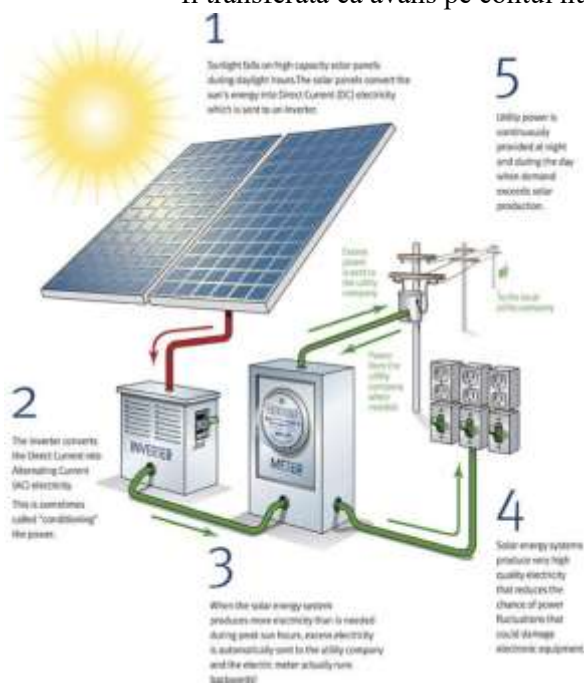 1
Sunlight falls on high capacity solar panels
during daylight hours. The solar panels convert the
sun's energy into Direct Current (DC) electricity
which is sent to an inverter.
2
The inverter converts
the Direct Current into
Alternating Current
(AC) electricity.
This is sometimes
called "conditioning"
the power.
INVERTER
METER
3
When the solar energy system
produces more electricity than is needed
during peak sun hours, excess electricity
is automatically sent to the utility company
and the electric meter actually runs
backwards!
4
Solar energy systems
produce very high
quality electricity
that reduces the
chance of power
fluctuations that
could damage
electronic equipment.
5
Utility power is
continuously
provided at night
and during the day
when demand
exceeds solar
production.
Excess
power
is sent to
the utility
company
Power
from the
utility
company
when
needed
To the local
utility company